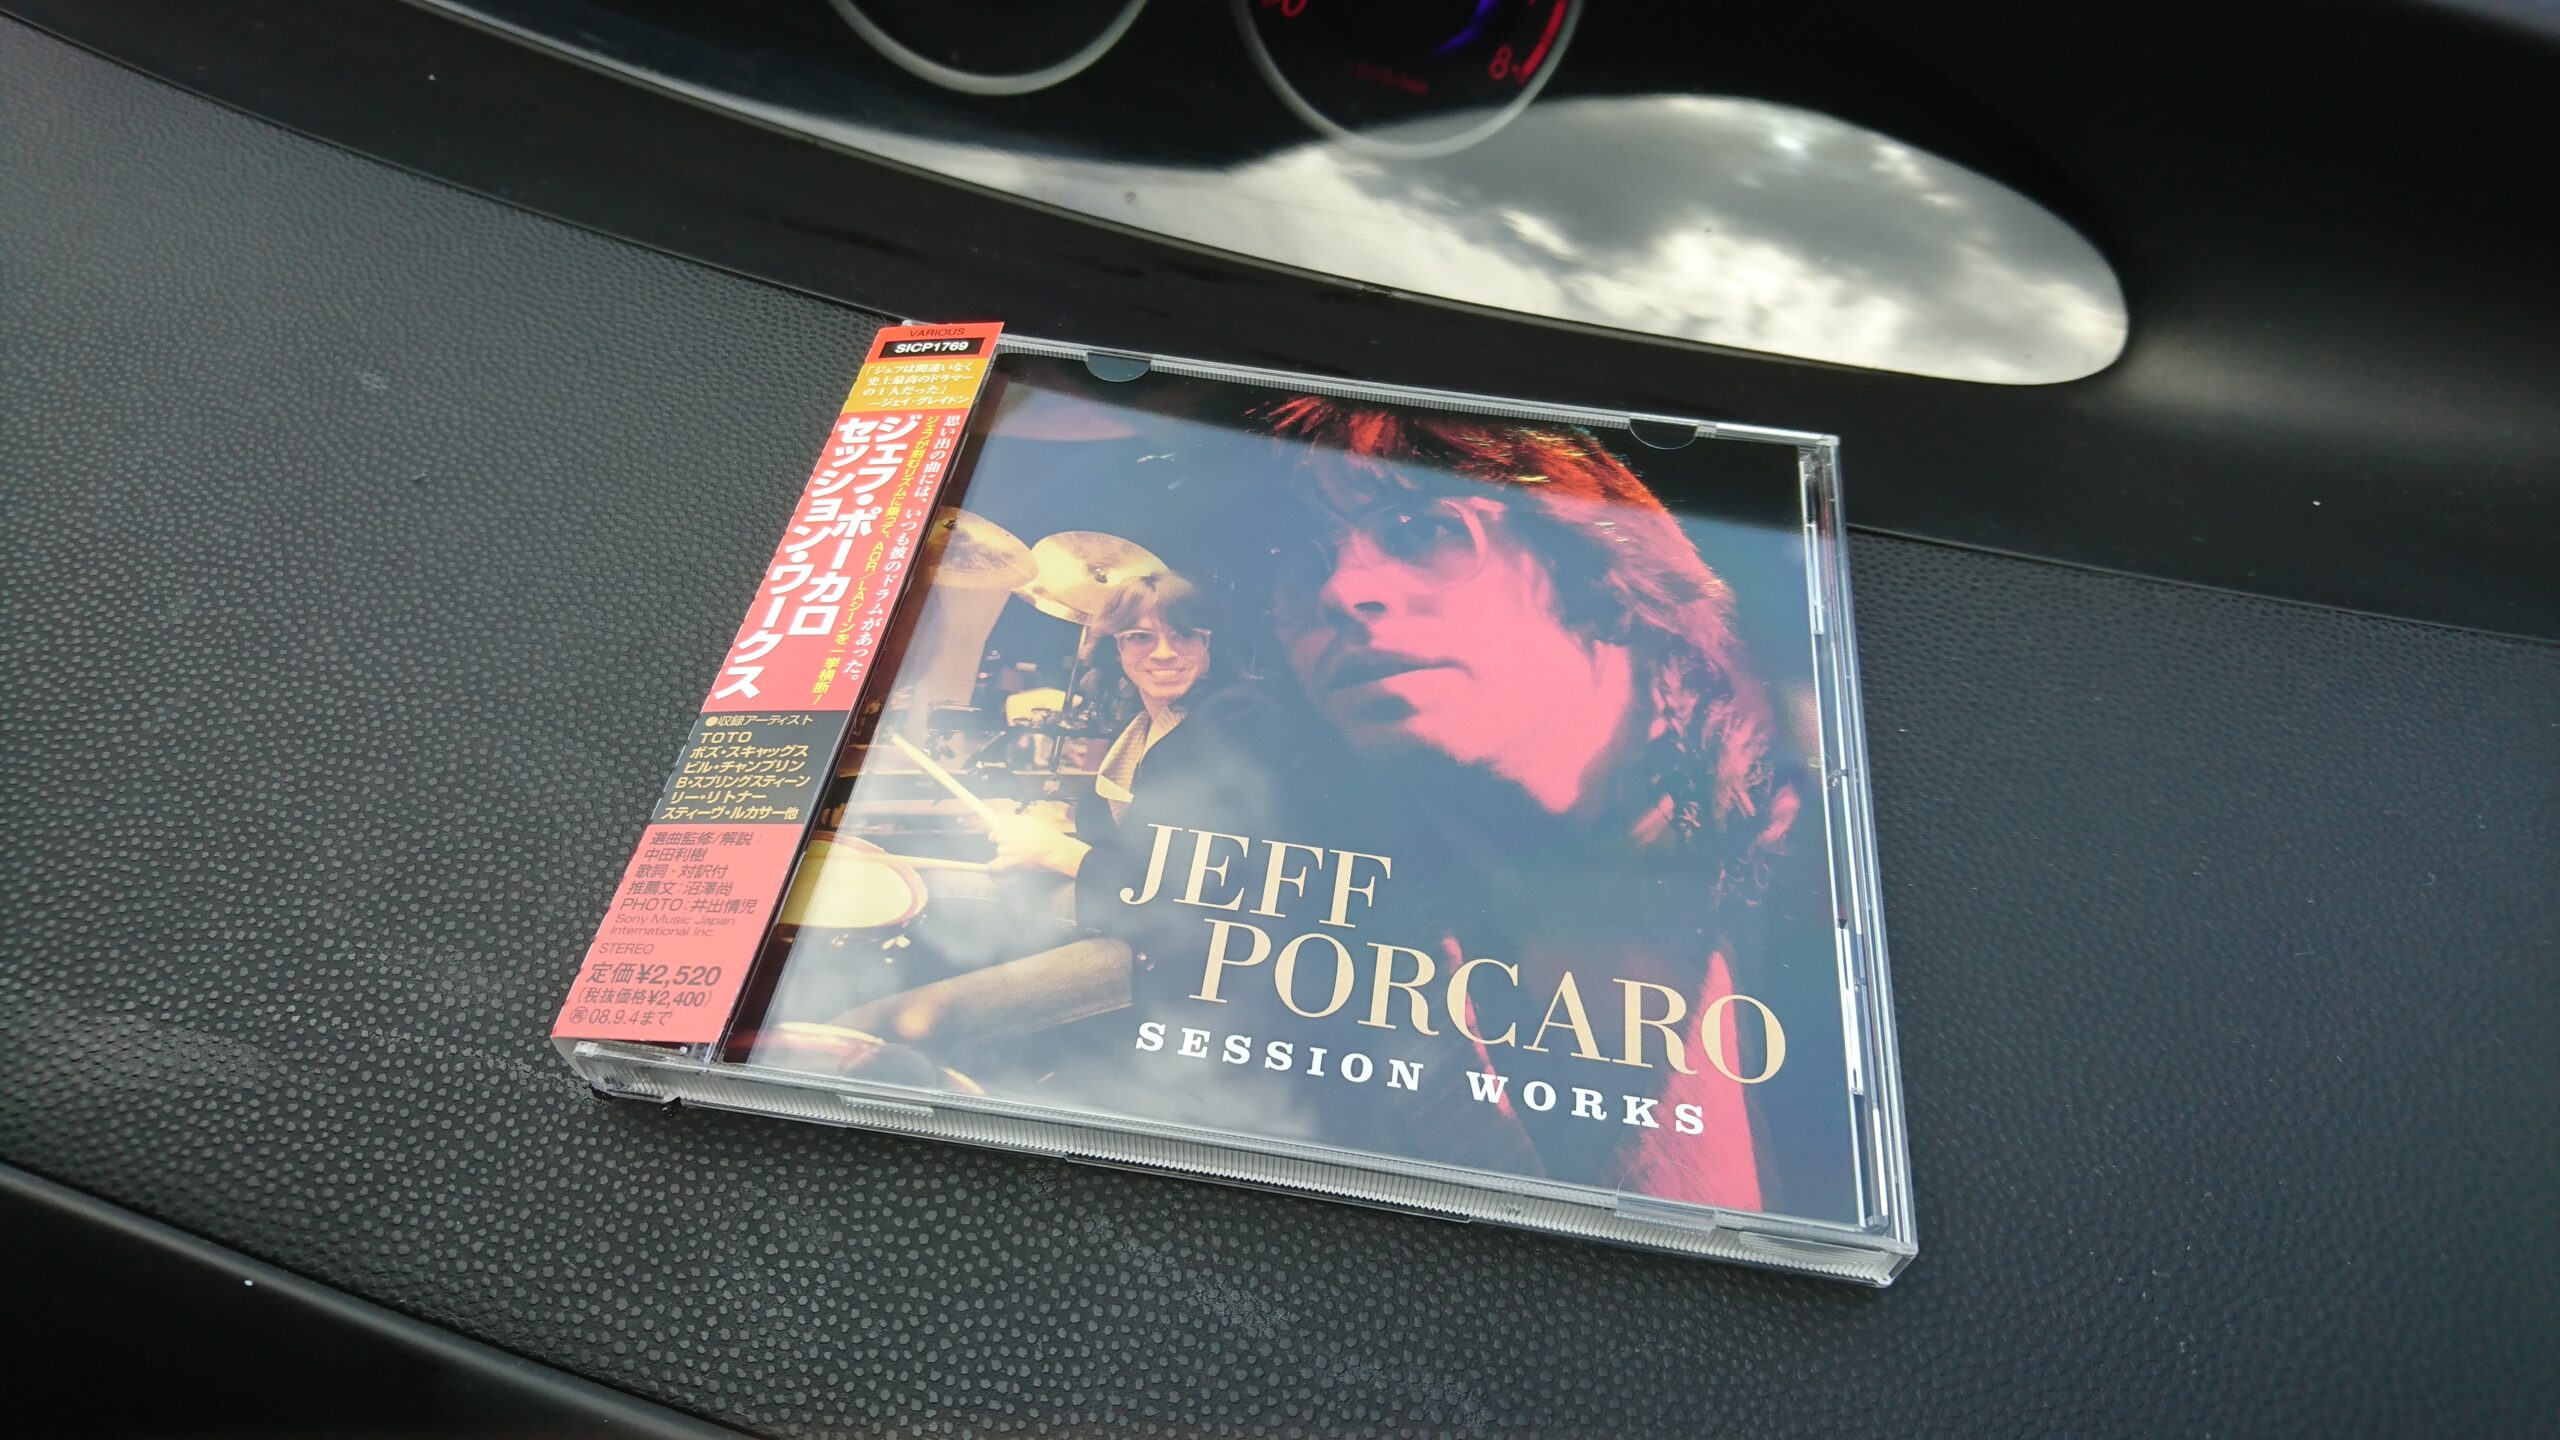 VARIOUS
SICP1769
「ジェフは間違いなく
史上最高のドラマー
の1人だった」
―ジェイ・グレイドン
思い出の曲には、いつも彼のドラムがあった。
ジェフが刻むリズムに乗って、AOR/LAシーンを一挙横断!
ジェフ・ポーカロ
セッション・ワークス
●収録アーティスト
TOTO
ボズ・スキャッグス
ビル・チャンプリン
B・スプリングスティーン
リー・リトナー
スティーヴ・ルカサー他
選曲監修/解説:
中田利樹
歌詞・対訳付
推薦文:沼澤尚
PHOTO:井出情児
Sony Music Japan
International Inc.
STEREO
定価¥2,520
(税抜価格¥2,400)
㊢08.9.4まで
JEFF
PORCARO
SESSION WORKS
8